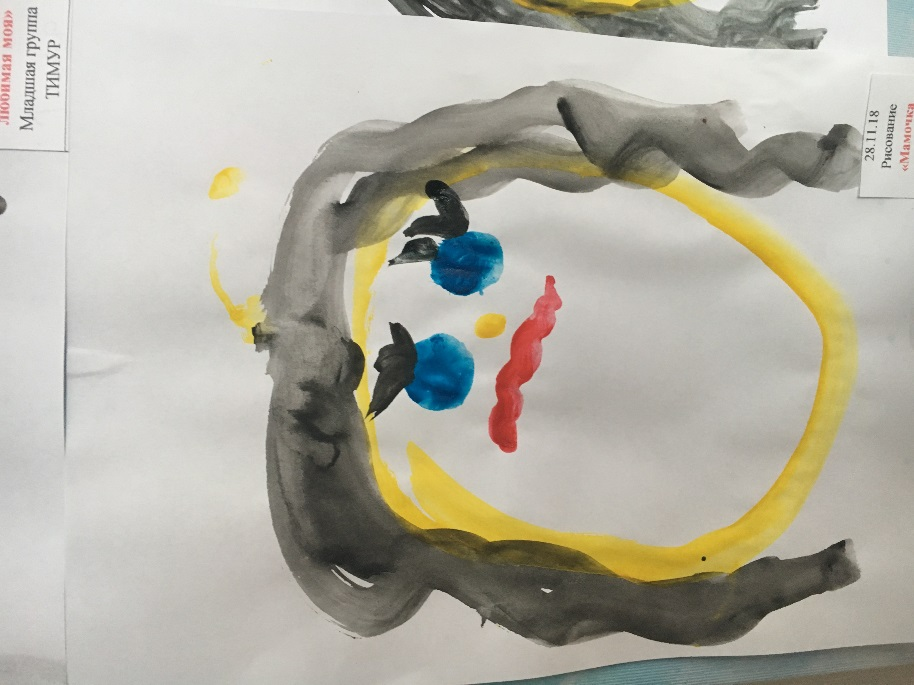 28.11.18
Рисование
«Мамочка
любимая моя»
Младшая группа
ТИМУР